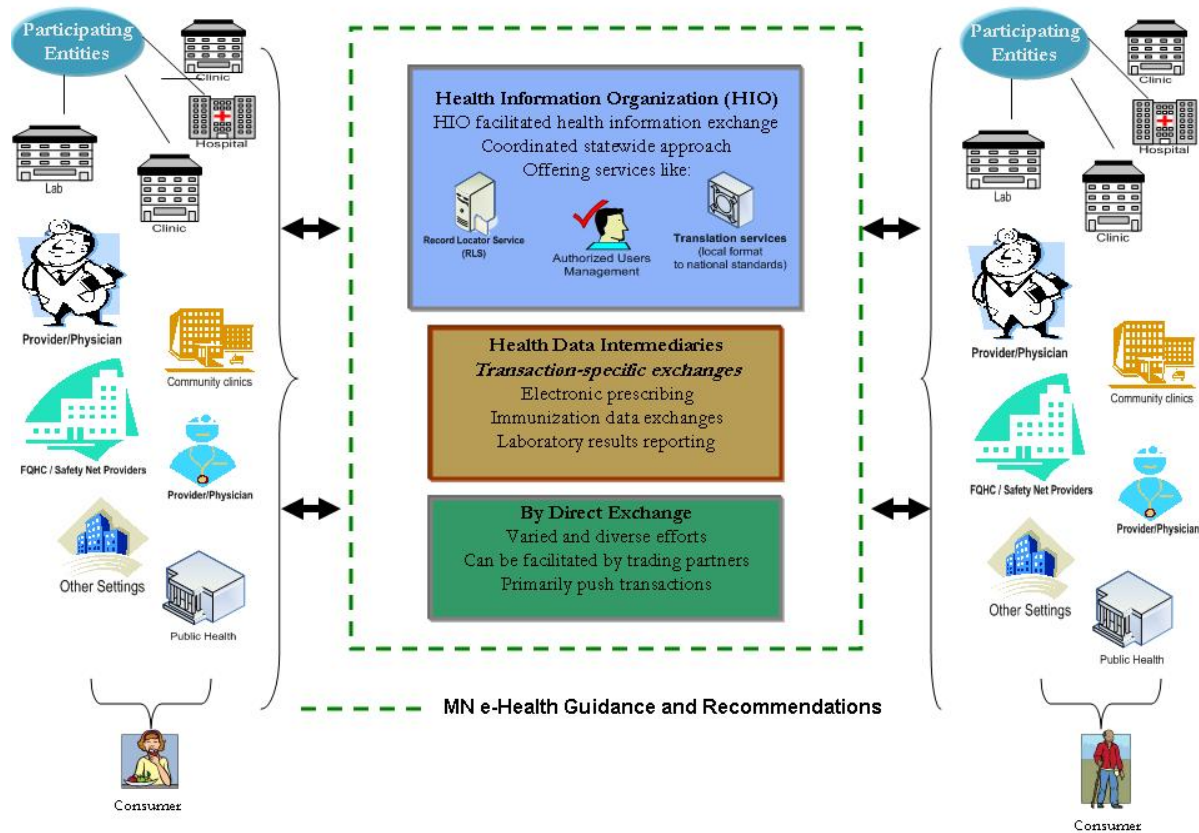 Participating
Entities
Clinic
Hospital
Lab
Clinic
Provider/Physician
Community clinics
FQHC / Safety Net Providers
Provider/Physician
Other Settings
Public Health
Consumer
Health Information Organization (HIO)
HIO facilitated health information exchange
Coordinated statewide approach
Offering services like:
Record Locator Service
(RLS)
Authorized Users
Management
Translation services
(local format
to national standards)
Health Data Intermediaries
Transaction-specific exchanges
Electronic prescribing
Immunization data exchanges
Laboratory results reporting
By Direct Exchange
Varied and diverse efforts
Can be facilitated by trading partners
Primarily push transactions
MN e-Health Guidance and Recommendations
Participating
Entities
Clinic
Hospital
Lab
Clinic
Provider/Physician
Community clinics
FQHC / Safety Net Providers
Provider/Physician
Other Settings
Public Health
Consumer